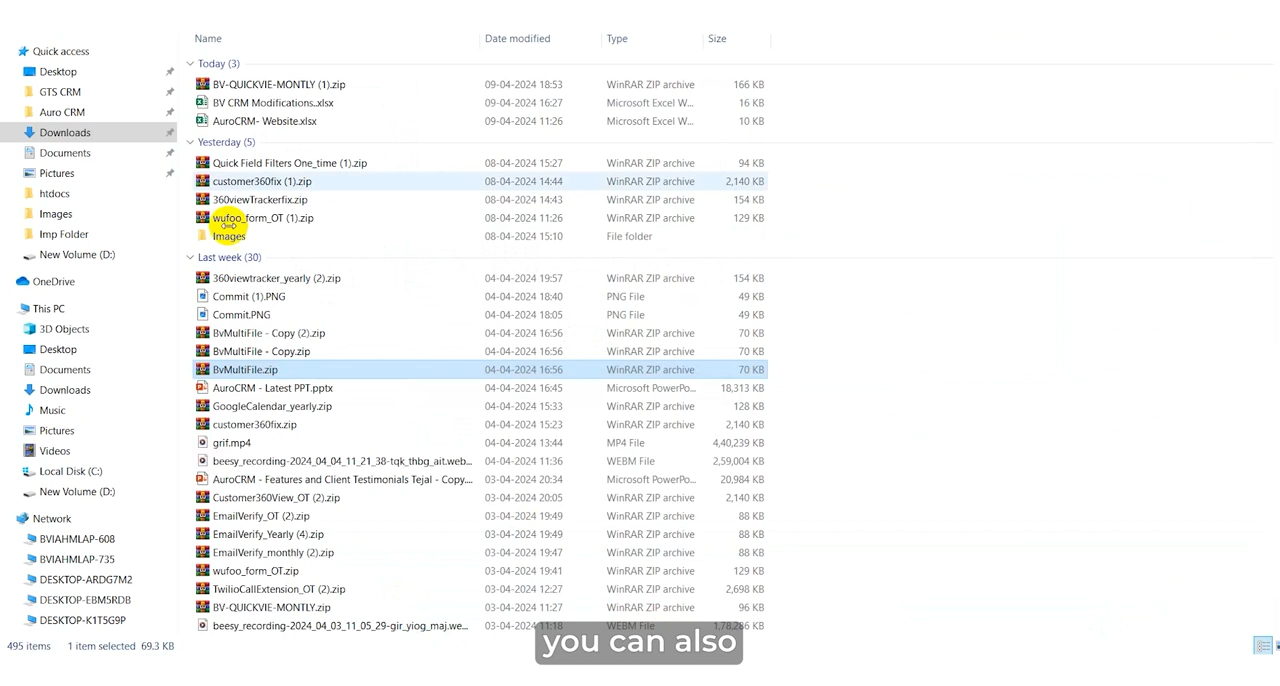 Name Date modified Type Size
Quick access
Desktop
GTS CRM
Auro CRM
Downloads
Documents
Pictures
htdocs
Images
Imp Folder
New Volume (D:)
OneDrive
This PC
3D Objects
Desktop
Documents
Downloads
Music
Pictures
Videos
Local Disk (C:)
New Volume (D:)
Network
BVIAHMLAP-608
BVIAHMLAP-735
DESKTOP-ARDG7M2
DESKTOP-EBM5RDB
DESKTOP-K1T5G9P
Today (3)
BV-QUICKVIE-MONTLY (1).zip 09-04-2024 18:53 WinRAR ZIP archive 166 KB
BV CRM Modifications..xlsx 09-04-2024 16:27 Microsoft Excel W... 16 KB
AuroCRM- Website.xlsx 09-04-2024 11:26 Microsoft Excel W... 10 KB
Yesterday (5)
Quick Field Filters One_time (1).zip 08-04-2024 15:27 WinRAR ZIP archive 94 KB
customer360fix (1).zip 08-04-2024 14:44 WinRAR ZIP archive 2,140 KB
360viewTrackerfix.zip 08-04-2024 14:43 WinRAR ZIP archive 154 KB
wufoo_form_OT (1).zip 08-04-2024 11:26 WinRAR ZIP archive 129 KB
Images 08-04-2024 15:10 File folder
Last week (30)
360viewtracker_yearly (2).zip 04-04-2024 19:57 WinRAR ZIP archive 154 KB
Commit (1).PNG 04-04-2024 18:40 PNG File 49 KB
Commit.PNG 04-04-2024 18:05 PNG File 49 KB
BvMultiFile - Copy (2).zip 04-04-2024 16:56 WinRAR ZIP archive 70 KB
BvMultiFile - Copy.zip 04-04-2024 16:56 WinRAR ZIP archive 70 KB
BvMultiFile.zip 04-04-2024 16:56 WinRAR ZIP archive 70 KB
AuroCRM - Latest PPT.pptx 04-04-2024 16:45 Microsoft PowerPo... 18,313 KB
GoogleCalendar_yearly.zip 04-04-2024 15:33 WinRAR ZIP archive 128 KB
customer360fix.zip 04-04-2024 15:23 WinRAR ZIP archive 2,140 KB
grif.mp4 04-04-2024 13:44 MP4 File 4,40,239 KB
beesy_recording-2024_04_04_11_21_38-tqk_thbg_ait.web... 04-04-2024 11:36 WEBM File 2,59,004 KB
AuroCRM - Features and Client Testimonials Tejal - Copy.... 03-04-2024 20:34 Microsoft PowerPo... 20,984 KB
Customer360View_OT (2).zip 03-04-2024 20:05 WinRAR ZIP archive 2,140 KB
EmailVerify_OT (2).zip 03-04-2024 19:49 WinRAR ZIP archive 88 KB
EmailVerify_Yearly (4).zip 03-04-2024 19:49 WinRAR ZIP archive 88 KB
EmailVerify_monthly (2).zip 03-04-2024 19:47 WinRAR ZIP archive 88 KB
wufoo_form_OT.zip 03-04-2024 19:41 WinRAR ZIP archive 129 KB
TwilioCallExtension_OT (2).zip 03-04-2024 12:27 WinRAR ZIP archive 2,698 KB
BV-QUICKVIE-MONTLY.zip 03-04-2024 11:27 WinRAR ZIP archive 96 KB
beesy_recording-2024_04_03_11_05_29-gir_yiog_maj.we... 03-04-2024 11:18 WEBM File 1,78,286 KB
you can also
495 items 1 item selected 69.3 KB